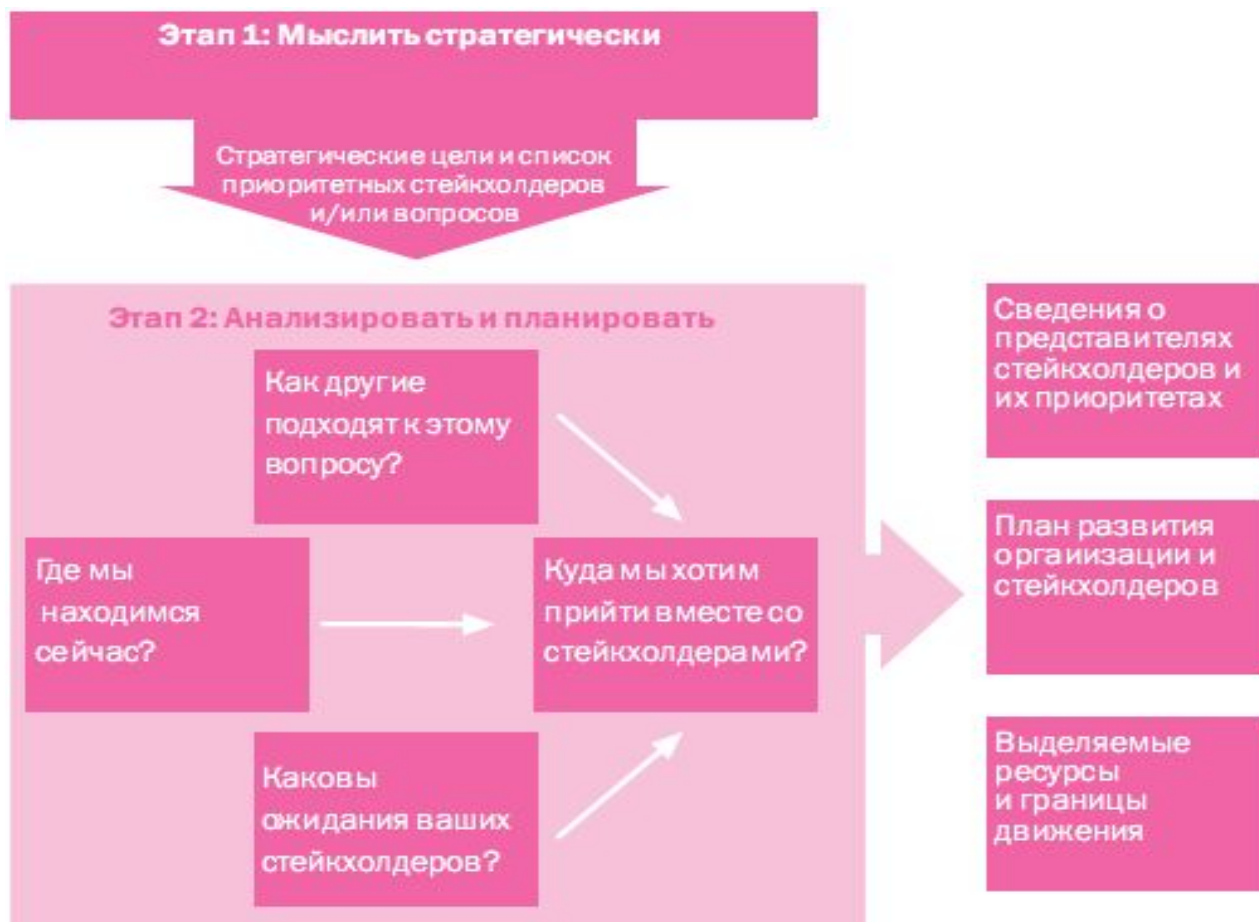 Этап 1: Мыслить стратегически
Стратегические цели и список
приоритетных стейкхолдеров
и/или вопросов
Этап 2: Анализировать и планировать
Как другие
подходят к этому
вопросу?
Где мы
находимся
сейчас?
Куда мы хотим
прийти вместе со
стейкхолдерами?
Каковы
ожидания ваших
стейкхолдеров?
Сведения о
представителях
стейкхолдеров и
их приоритетах
План развития
оргаиизации и
стейкхолдеров
Выделяемые
ресурсы
и границы
движения